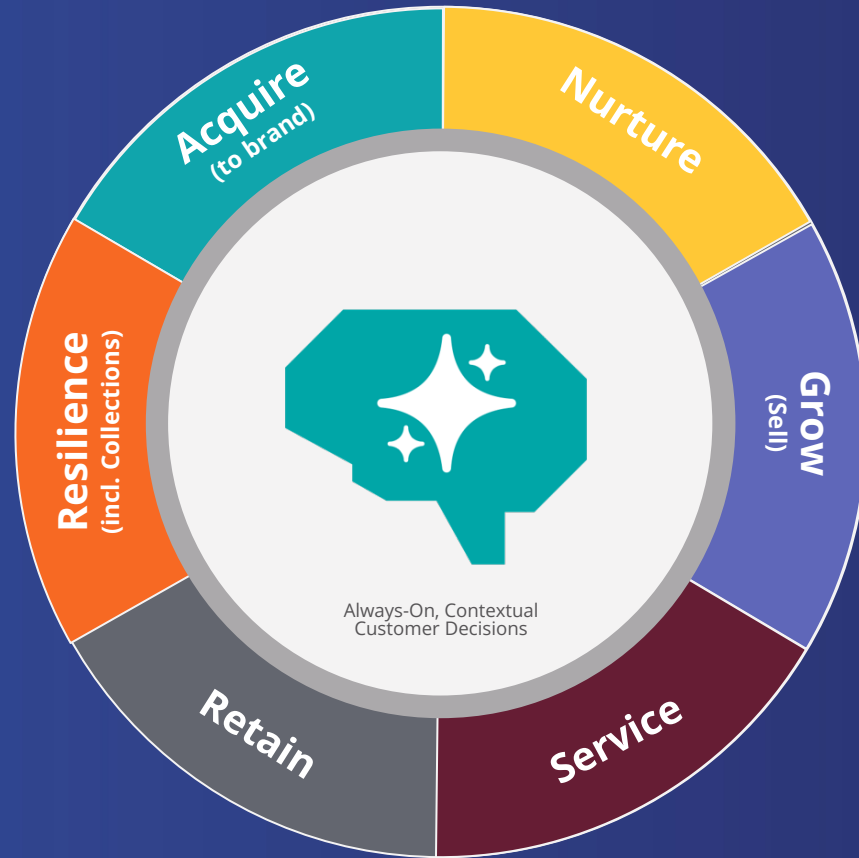 Acquire
(to brand)
Nurture
Grow
(Sell)
Service
Retain
Resilience
(incl. Collections)
Always-On, Contextual
Customer Decisions